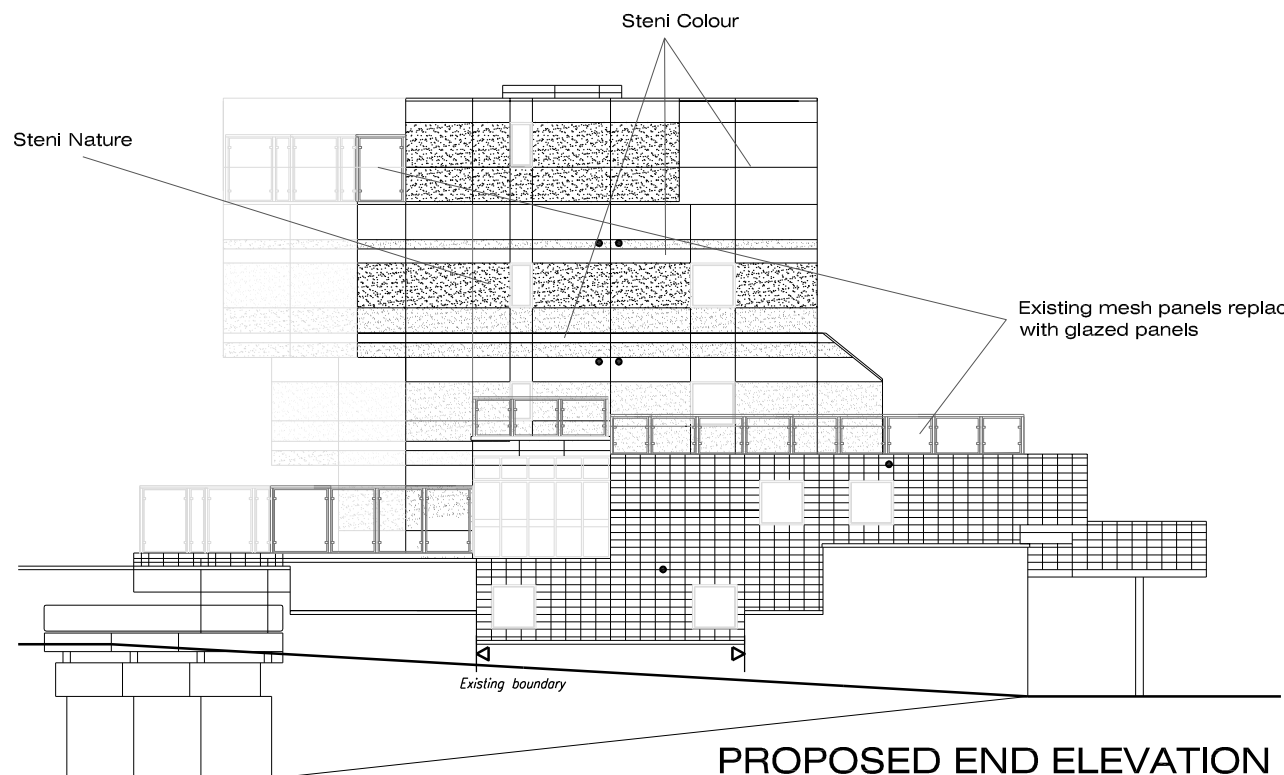 Steni Colour
Steni Nature
Existing mesh panels replac
with glazed panels
Existing boundary
PROPOSED END ELEVATION